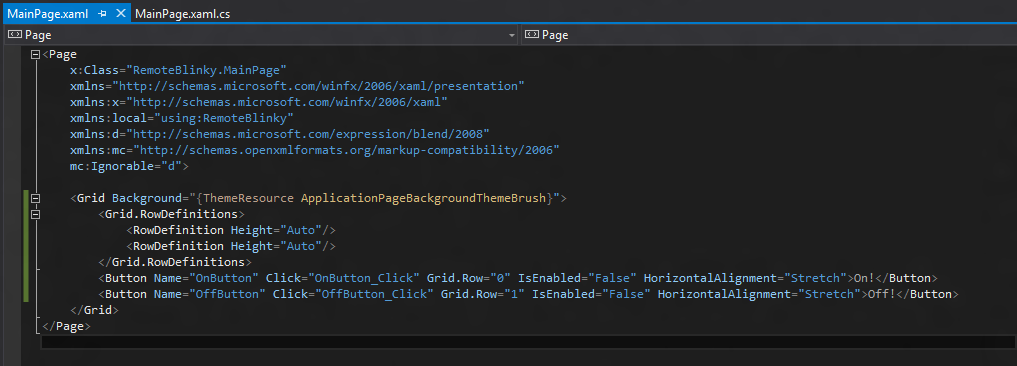 MainPage.xaml MainPage.xaml.cs
Page Page
<Page
x:Class="RemoteBlinky.MainPage"
xmlns="http://schemas.microsoft.com/winfx/2006/xaml/presentation"
xmlns:x="http://schemas.microsoft.com/winfx/2006/xaml"
xmlns:local="using:RemoteBlinky"
xmlns:d="http://schemas.microsoft.com/expression/blend/2008"
xmlns:mc="http://schemas.openxmlformats.org/markup-compatibility/2006"
mc:Ignorable="d">
<Grid Background="{ThemeResource ApplicationPageBackgroundThemeBrush}">
<Grid.RowDefinitions>
<RowDefinition Height="Auto"/>
<RowDefinition Height="Auto"/>
</Grid.RowDefinitions>
<Button Name="OnButton" Click="OnButton_Click" Grid.Row="0" IsEnabled="False" HorizontalAlignment="Stretch">On!</Button>
<Button Name="OffButton" Click="OffButton_Click" Grid.Row="1" IsEnabled="False" HorizontalAlignment="Stretch">Off!</Button>
</Grid>
</Page>